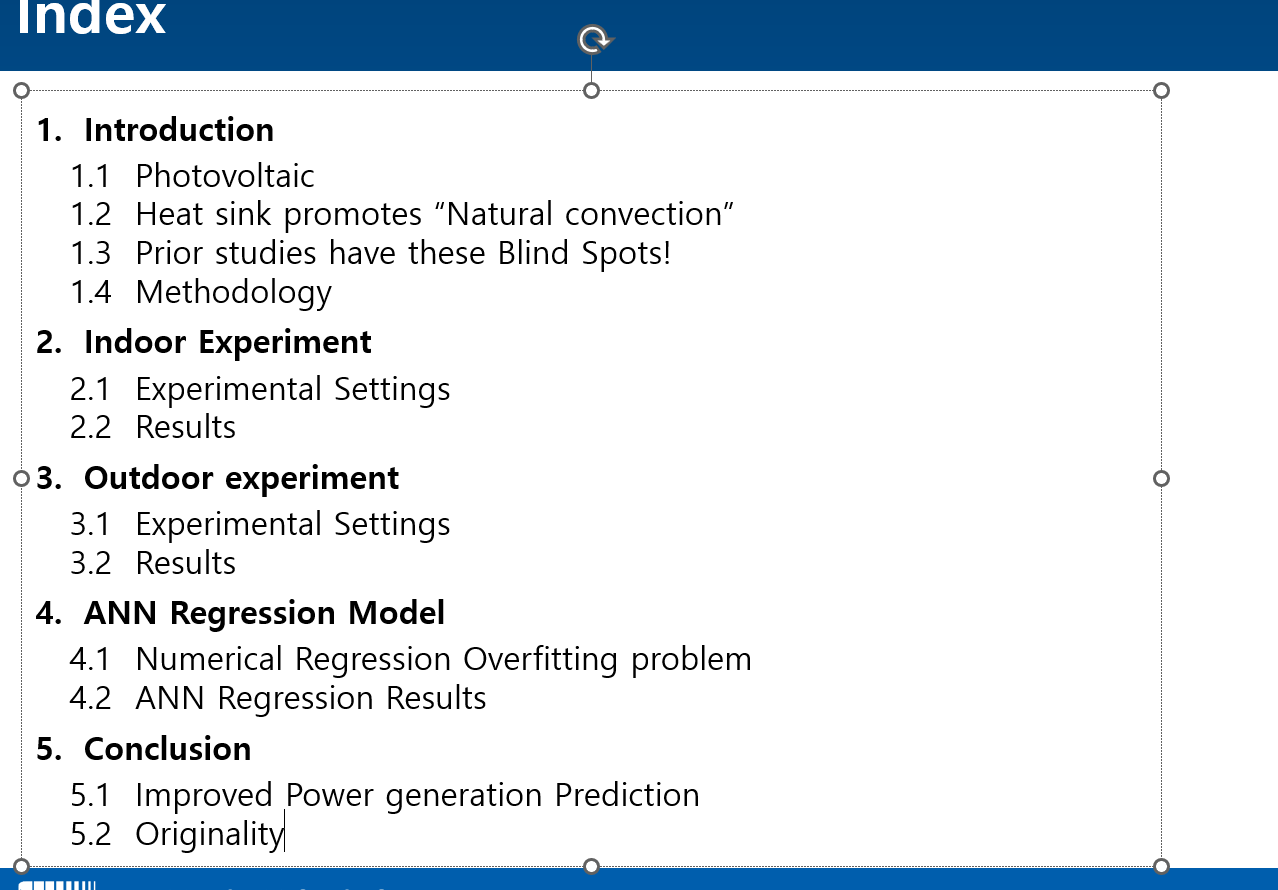 Index
1. Introduction
1.1 Photovoltaic
1.2 Heat sink promotes “Natural convection”
1.3 Prior studies have these Blind Spots!
1.4 Methodology
2. Indoor Experiment
2.1 Experimental Settings
2.2 Results
3. Outdoor experiment
3.1 Experimental Settings
3.2 Results
4. ANN Regression Model
4.1 Numerical Regression Overfitting problem
4.2 ANN Regression Results
5. Conclusion
5.1 Improved Power generation Prediction
5.2 Originality